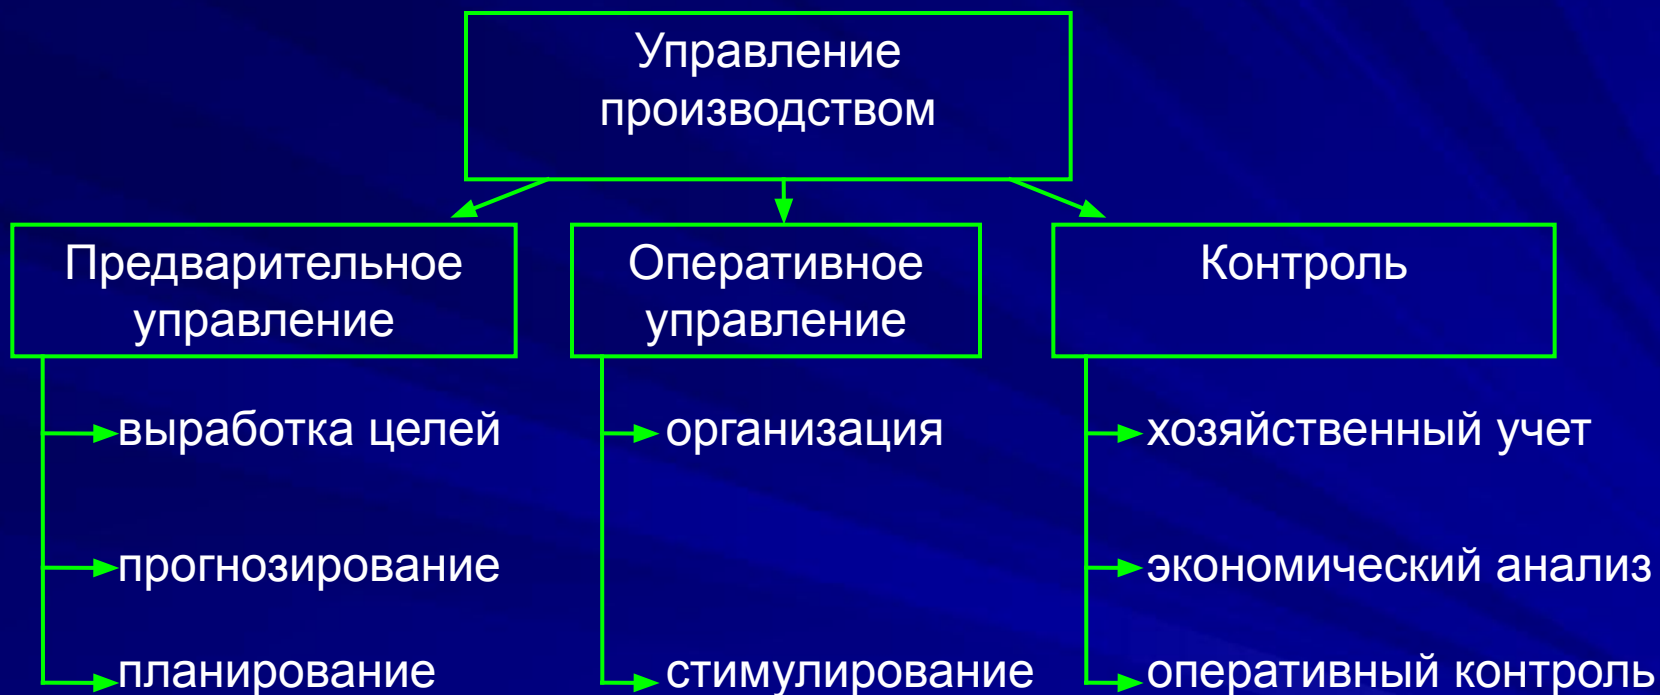 Управление
производством
Предварительное
управление
Оперативное
управление
Контроль
выработка целей
прогнозирование
планирование
организация
стимулирование
хозяйственный учет
экономический анализ
оперативный контроль